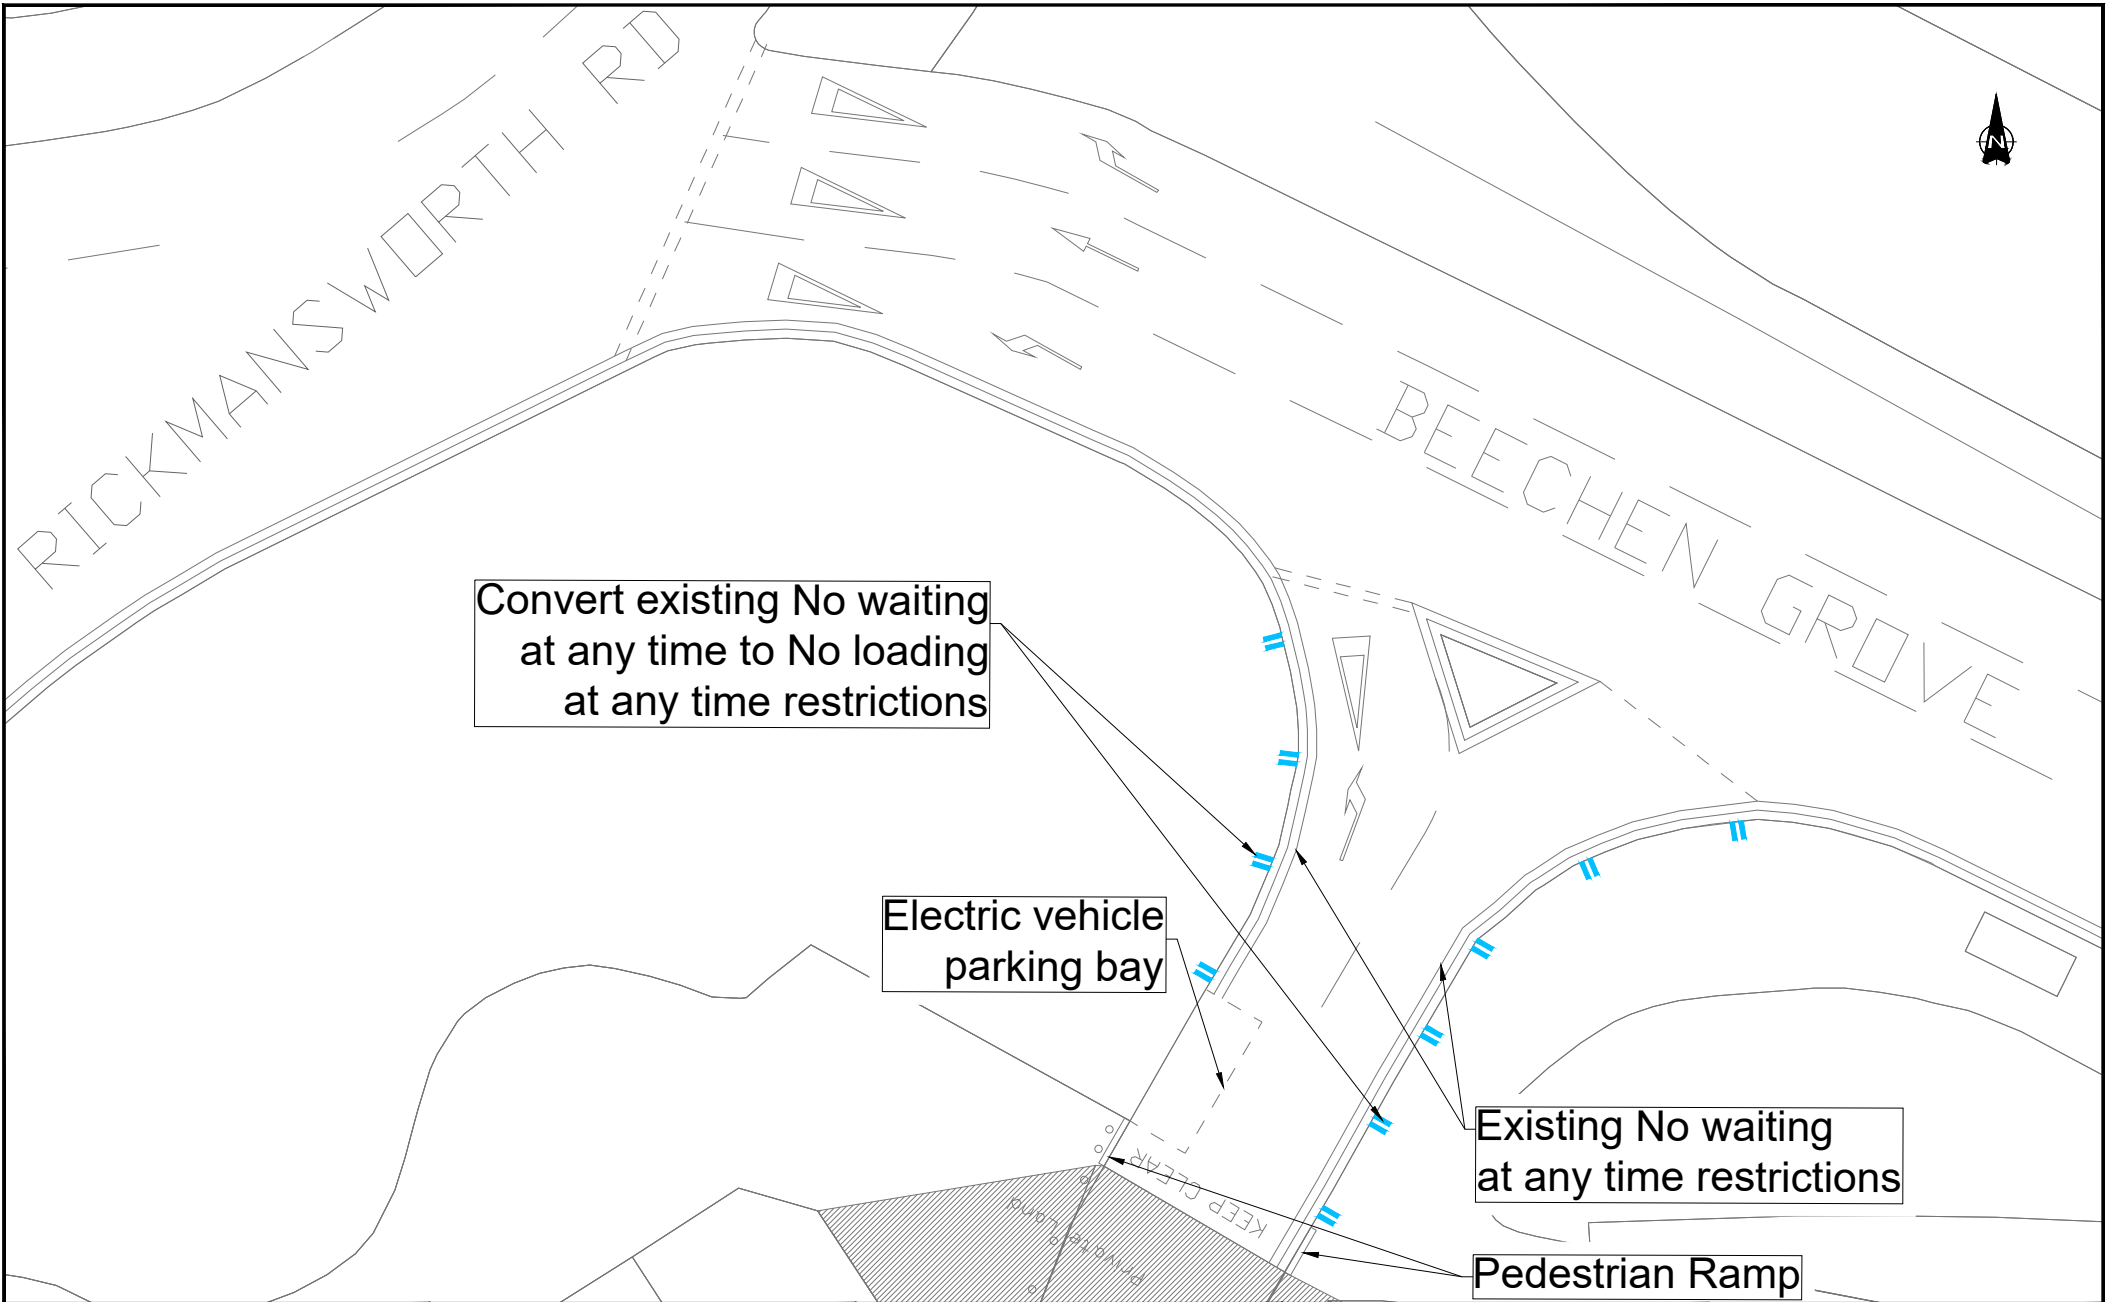 RICKMANSWORTH RD
N
BEECHEN GROVE
Convert existing No waiting
at any time to No loading
at any time restrictions
Electric vehicle
parking bay
Existing No waiting
at any time restrictions
KEEP CLEAR
Private Land
Pedestrian Ramp